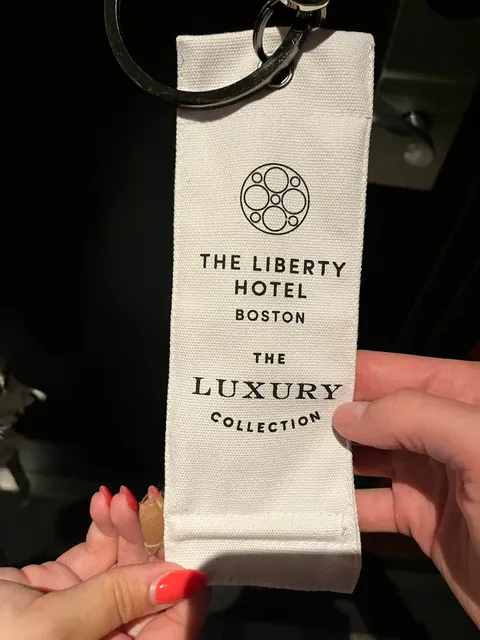 THE LIBERTY
HOTEL
BOSTON
THE
LUXURY
COLLECTION